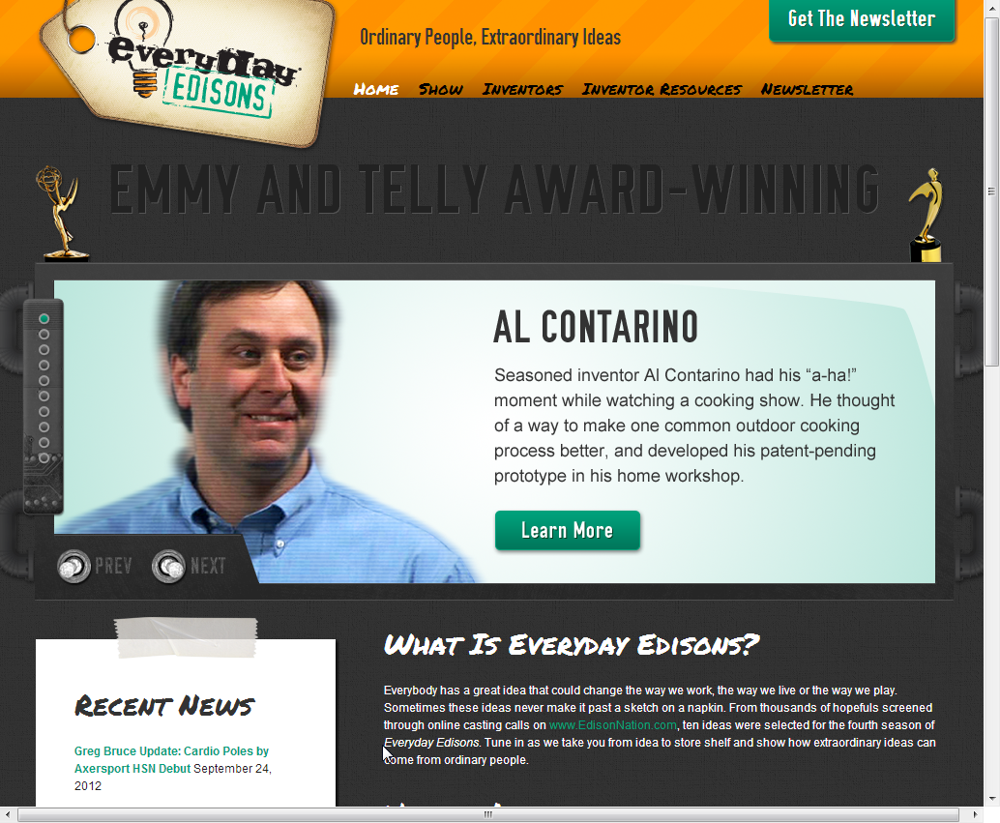 Get The Newsletter
everyday
EDISONS
Ordinary People, Extraordinary Ideas
Home Show Inventors Inventor Resources Newsletter
EMMY AND TELLY AWARD-WINNING
AL CONTARINO
Seasoned inventor Al Contarino had his “a-ha!”
moment while watching a cooking show. He thought
of a way to make one common outdoor cooking
process better, and developed his patent-pending
prototype in his home workshop.
Learn More
PREV NEXT
Recent News
Greg Bruce Update: Cardio Poles by
Axersport HSN Debut September 24,
2012
What Is Everyday Edisons?
Everybody has a great idea that could change the way we work, the way we live or the way we play.
Sometimes these ideas never make it past a sketch on a napkin. From thousands of hopefuls screened
through online casting calls on www.EdisonNation.com, ten ideas were selected for the fourth season of
Everyday Edisons. Tune in as we take you from idea to store shelf and show how extraordinary ideas can
come from ordinary people.